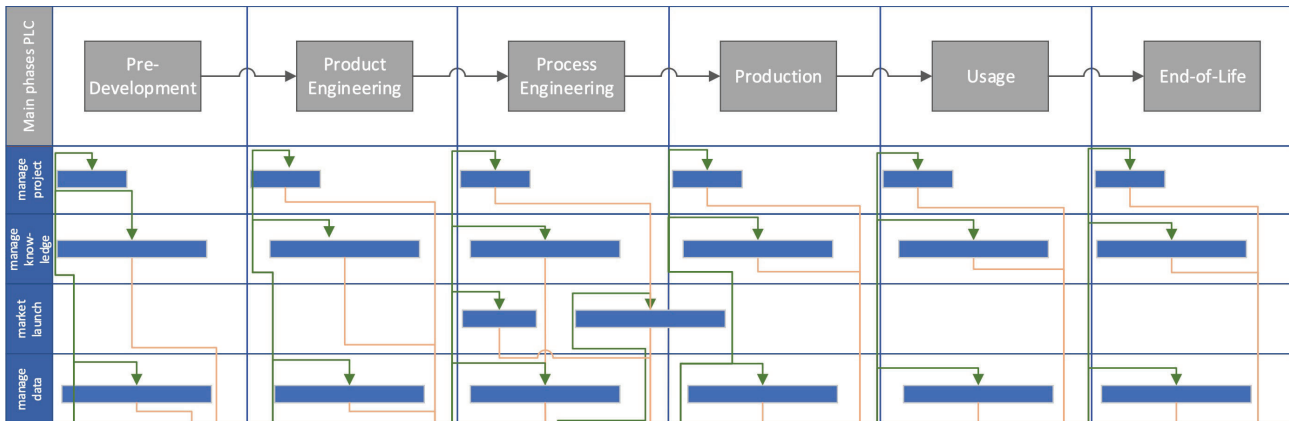 Main phases PLC
Pre-
Development
Product
Engineering
Process
Engineering
Production
Usage
End-of-Life
manage
project
manage
know-
ledge
market
launch
manage
data